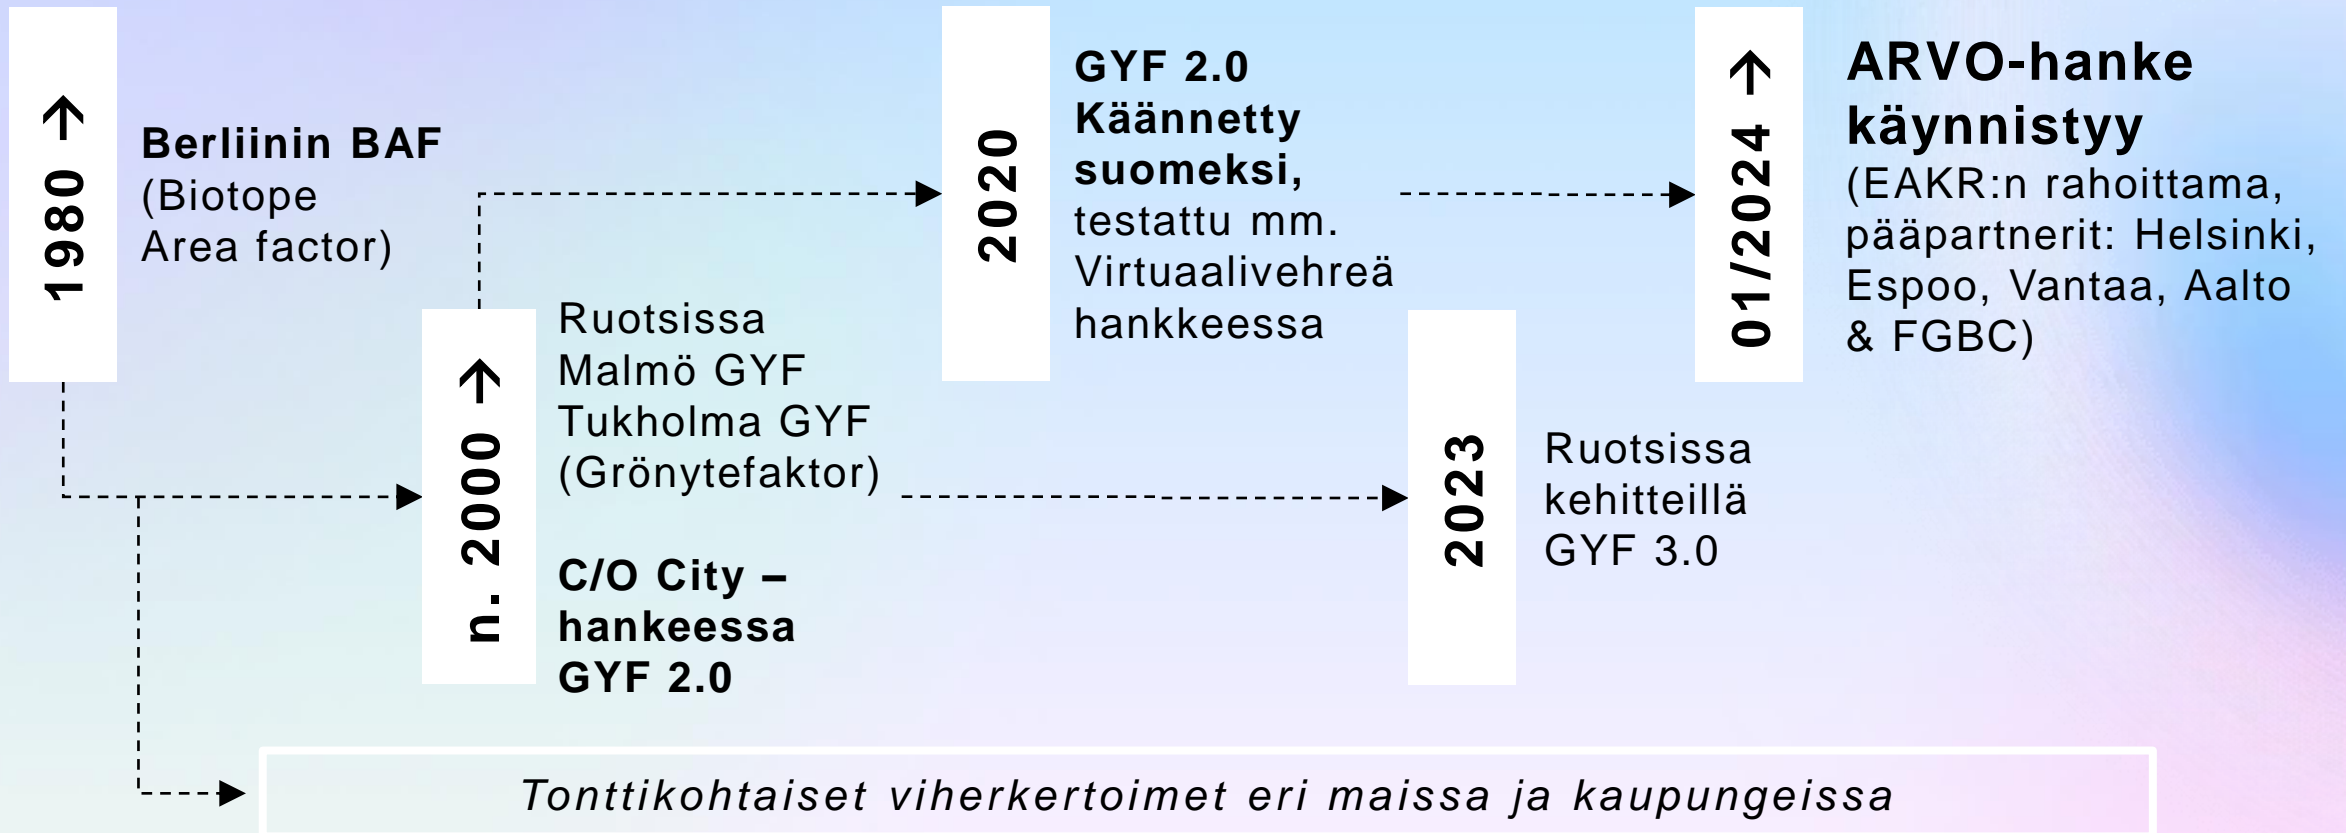 1980 →
Berliinin BAF
(Biotope
Area factor)
n. 2000 →
Ruotsissa
Malmö GYF
Tukholma GYF
(Grönytefaktor)
C/O City –
hankeessa
GYF 2.0
2020
GYF 2.0
Käännetty
suomeksi,
testattu mm.
Virtuaalivehreä
hankkeessa
2023
Ruotsissa
kehitteillä
GYF 3.0
01/2024 →
ARVO-hanke
käynnistyy
(EAKR:n rahoittama,
pääpartnerit: Helsinki,
Espoo, Vantaa, Aalto
& FGBC)
Tonttikohtaiset viherkertoimet eri maissa ja kaupungeissa